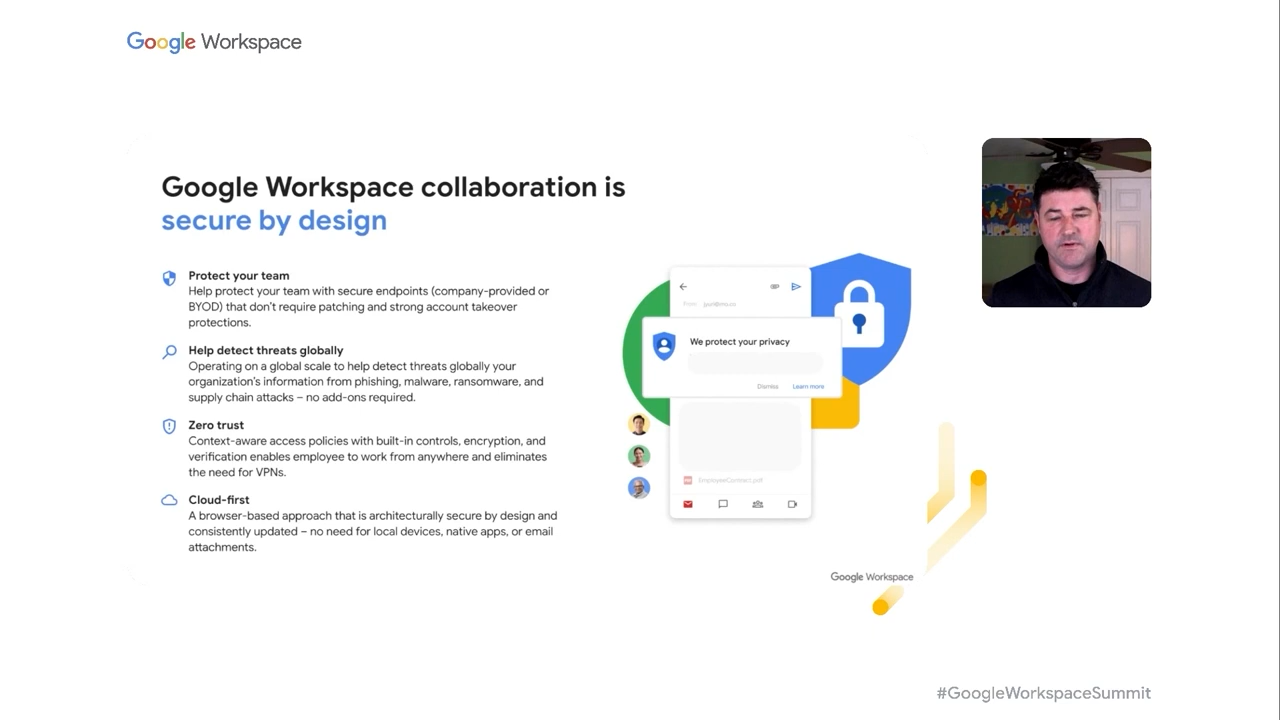 Google Workspace
Google Workspace collaboration is
secure by design
Protect your team
Help protect your team with secure endpoints (company-provided or
BYOD) that don't require patching and strong account takeover
protections.
Help detect threats globally
Operating on a global scale to help detect threats globally your
organization's information from phishing, malware, ransomware, and
supply chain attacks – no add-ons required.
Zero trust
Context-aware access policies with built-in controls, encryption, and
verification enables employee to work from anywhere and eliminates
the need for VPNs.
Cloud-first
A browser-based approach that is architecturally secure by design and
consistently updated – no need for local devices, native apps, or email
attachments.
From
We protect your privacy
Dismiss Learn more
EmployeeContract.pdf
Google Workspace
#GoogleWorkspaceSummit